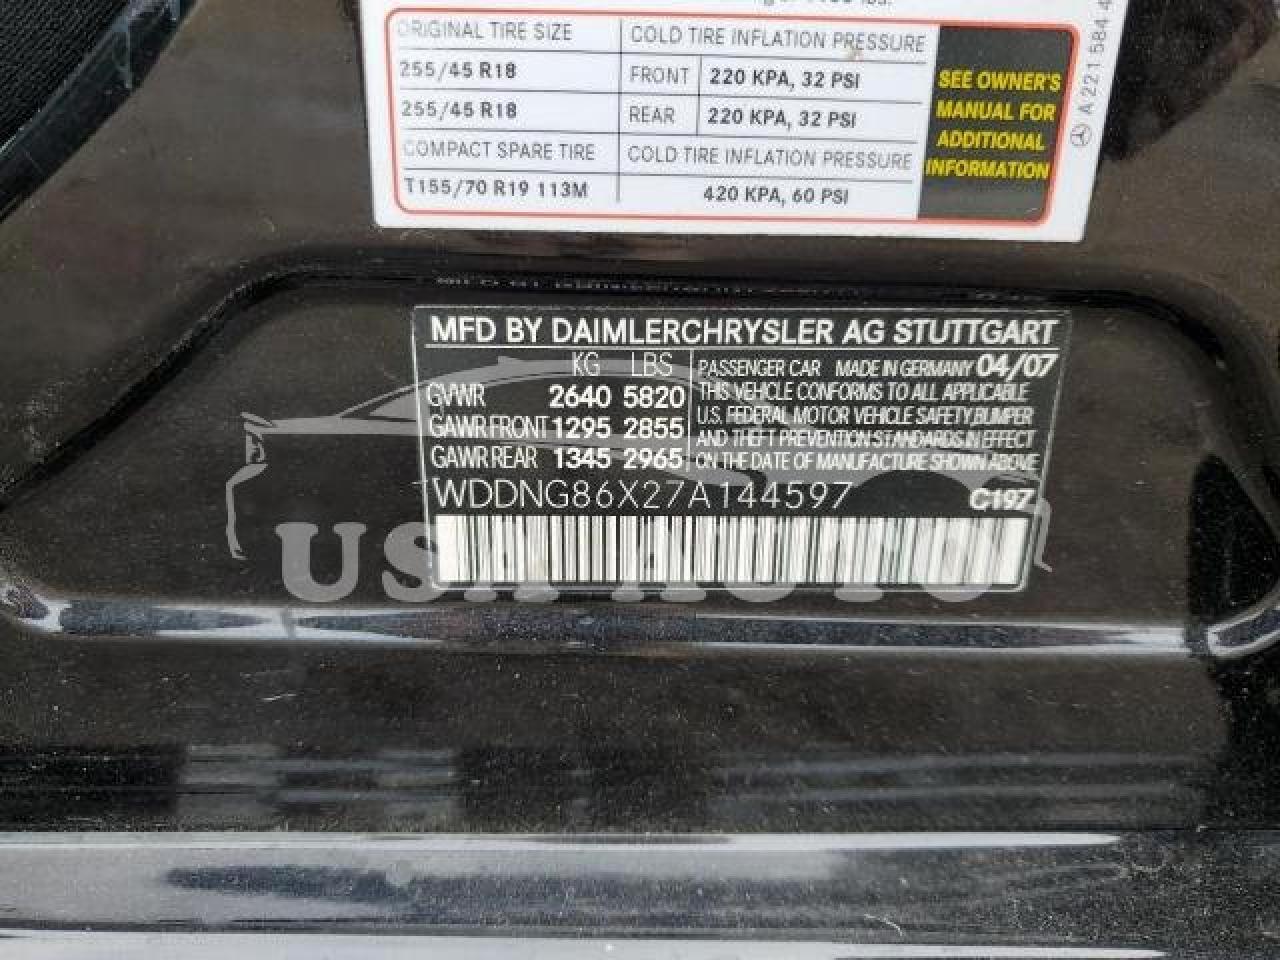 ORIGINAL TIRE SIZE COLD TIRE INFLATION PRESSURE
255/45 R18 FRONT 220 KPA, 32 PSI
255/45 R18 REAR 220 KPA, 32 PSI
COMPACT SPARE TIRE COLD TIRE INFLATION PRESSURE
T155/70 R19 113M 420 KPA, 60 PSI
SEE OWNER'S
MANUAL FOR
ADDITIONAL
INFORMATION
A 221 584 4
MFD BY DAIMLERCHRYSLER AG STUTTGART
KG LBS
GVWR 2640 5820
GAWR FRONT 1295 2855
GAWR REAR 1345 2965
PASSENGER CAR MADE IN GERMANY 04/07
THIS VEHICLE CONFORMS TO ALL APPLICABLE
U.S. FEDERAL MOTOR VEHICLE SAFETY,BUMPER
AND THEFT PREVENTION STANDARDS IN EFFECT
ON THE DATE OF MANUFACTURE SHOWN ABOVE
WDDNG86X27A144597 C197
USA AUTO